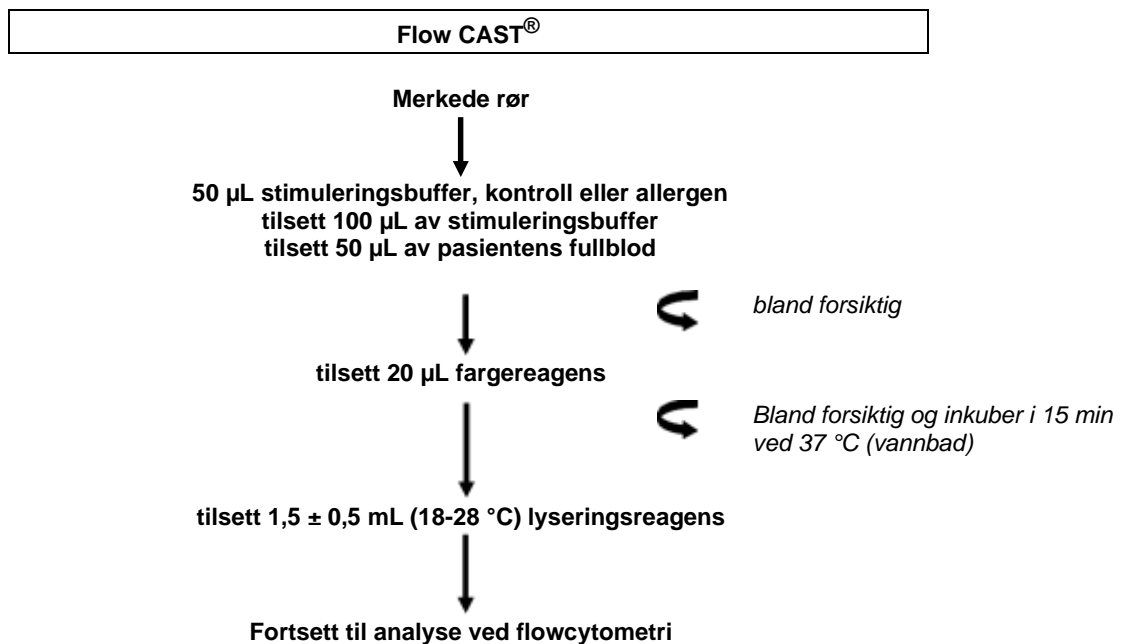 Flow CAST®
Merkede rør
50 µL stimuleringsbuffer, kontroll eller allergen
tilsett 100 µL av stimuleringsbuffer
tilsett 50 µL av pasientens fullblod
bland forsiktig
tilsett 20 µL fargereagens
Bland forsiktig og inkuber i 15 min
ved 37 °C (vannbad)
tilsett 1,5 ± 0,5 mL (18-28 °C) lyseringsreagens
Fortsett til analyse ved flowcytometri